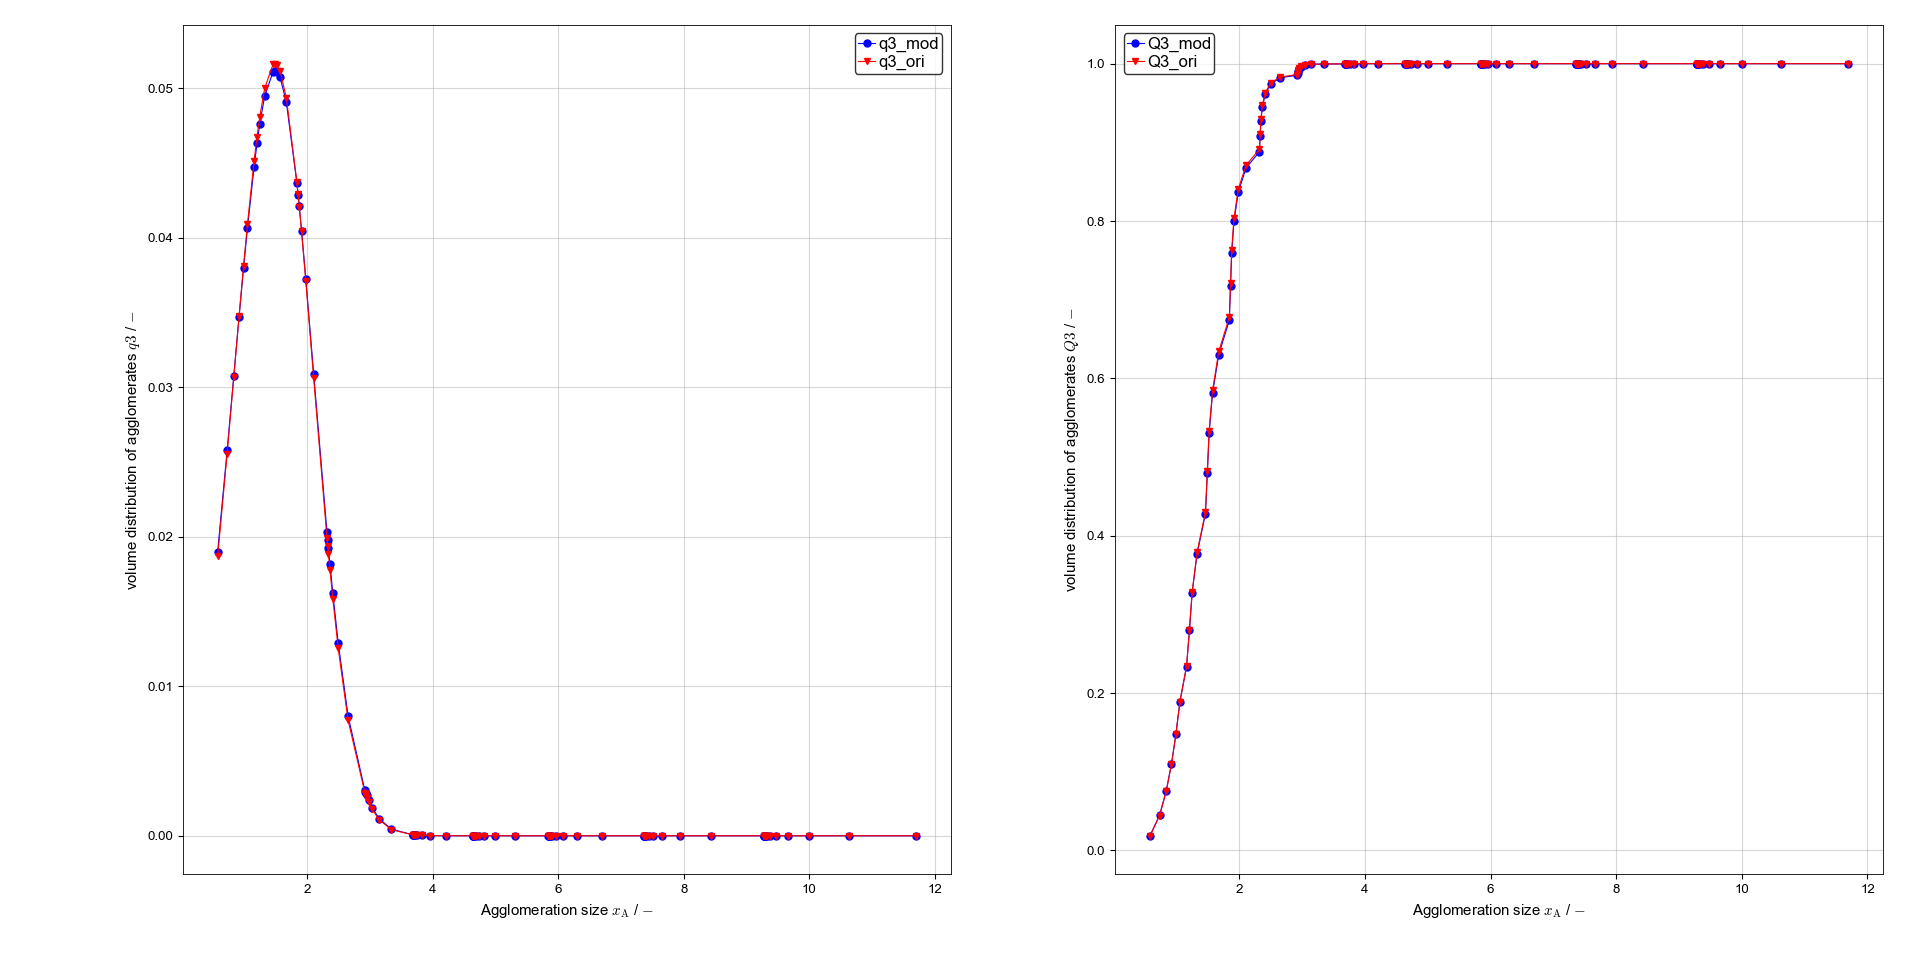 q3_mod
q3_ori
0.05
0.04
0.03
0.02
0.01
0.00
volume distribution of agglomerates q3 / −
2 4 6 8 10 12
Agglomeration size x_A / −
Q3_mod
Q3_ori
1.0
0.8
0.6
0.4
0.2
0.0
volume distribution of agglomerates Q3 / −
2 4 6 8 10 12
Agglomeration size x_A / −